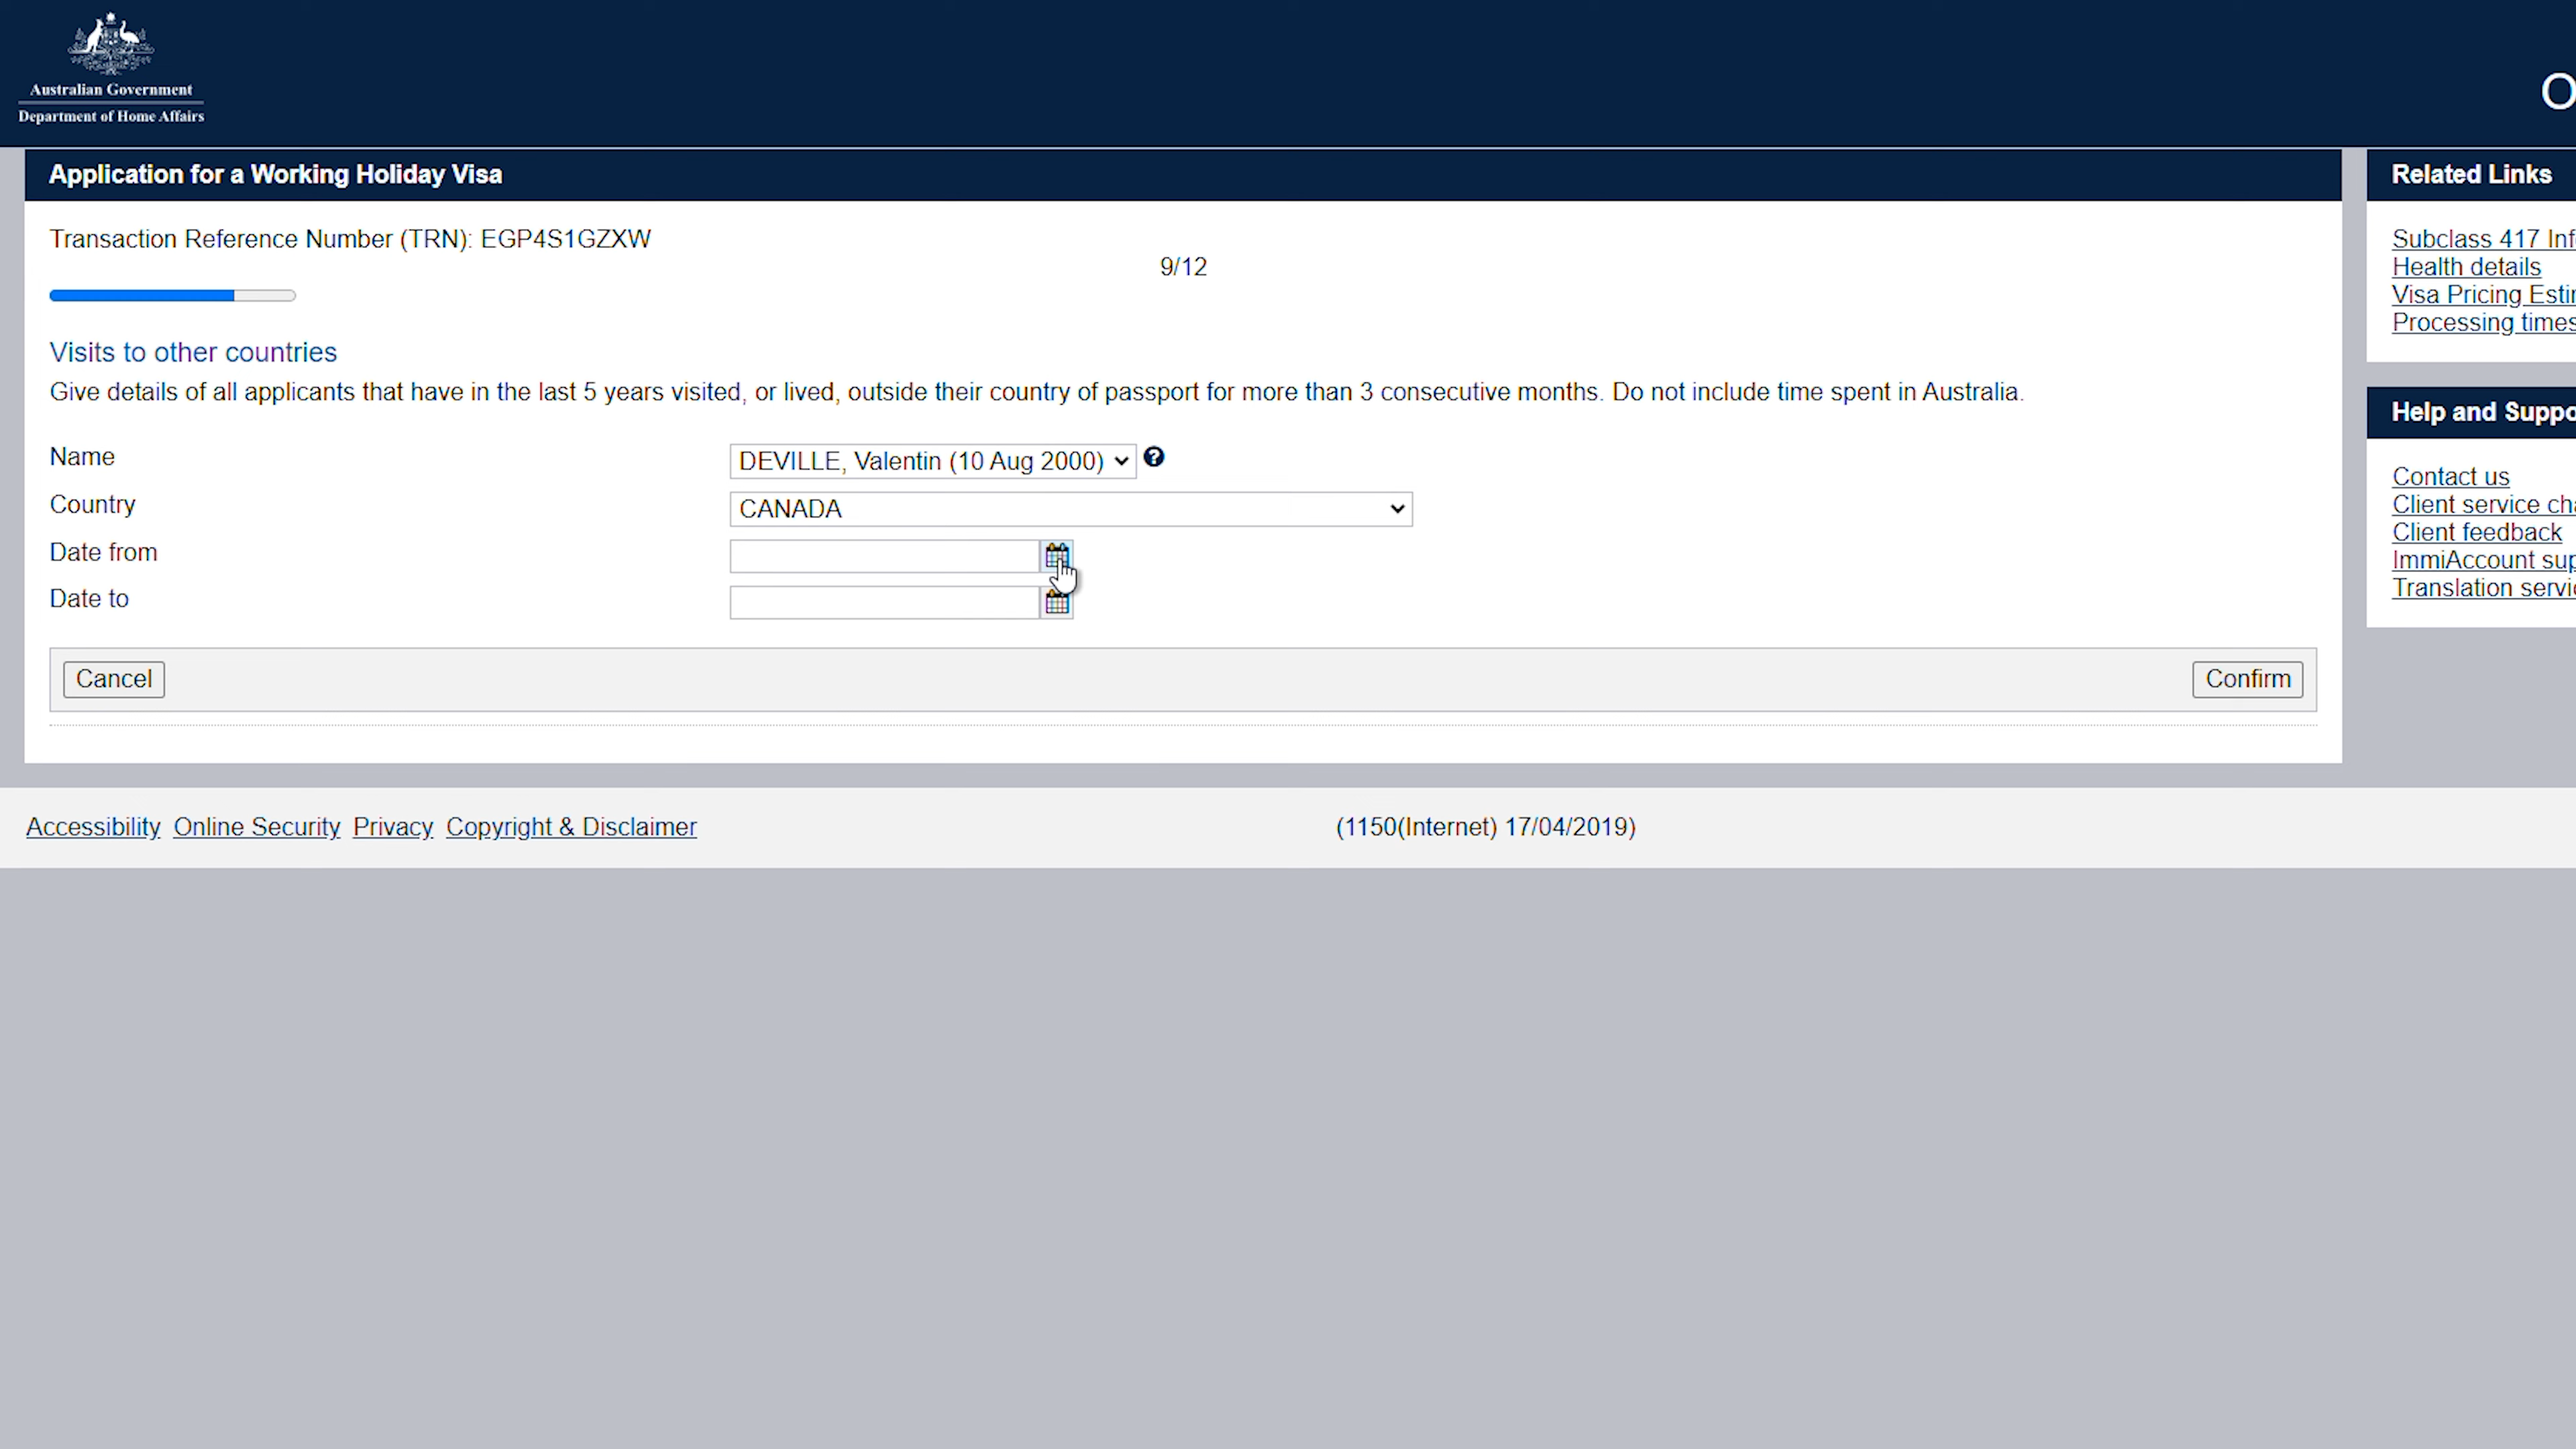 Australian Government
Department of Home Affairs
O
Application for a Working Holiday Visa
Transaction Reference Number (TRN): EGP4S1GZXW
9/12
Visits to other countries
Give details of all applicants that have in the last 5 years visited, or lived, outside their country of passport for more than 3 consecutive months. Do not include time spent in Australia.
Name
DEVILLE, Valentin (10 Aug 2000)
Country
CANADA
Date from
Date to
Cancel
Confirm
Related Links
Subclass 417 Inf
Health details
Visa Pricing Esti
Processing times
Help and Suppo
Contact us
Client service cha
Client feedback
ImmiAccount sup
Translation servi
Accessibility Online Security Privacy Copyright & Disclaimer
(1150(Internet) 17/04/2019)